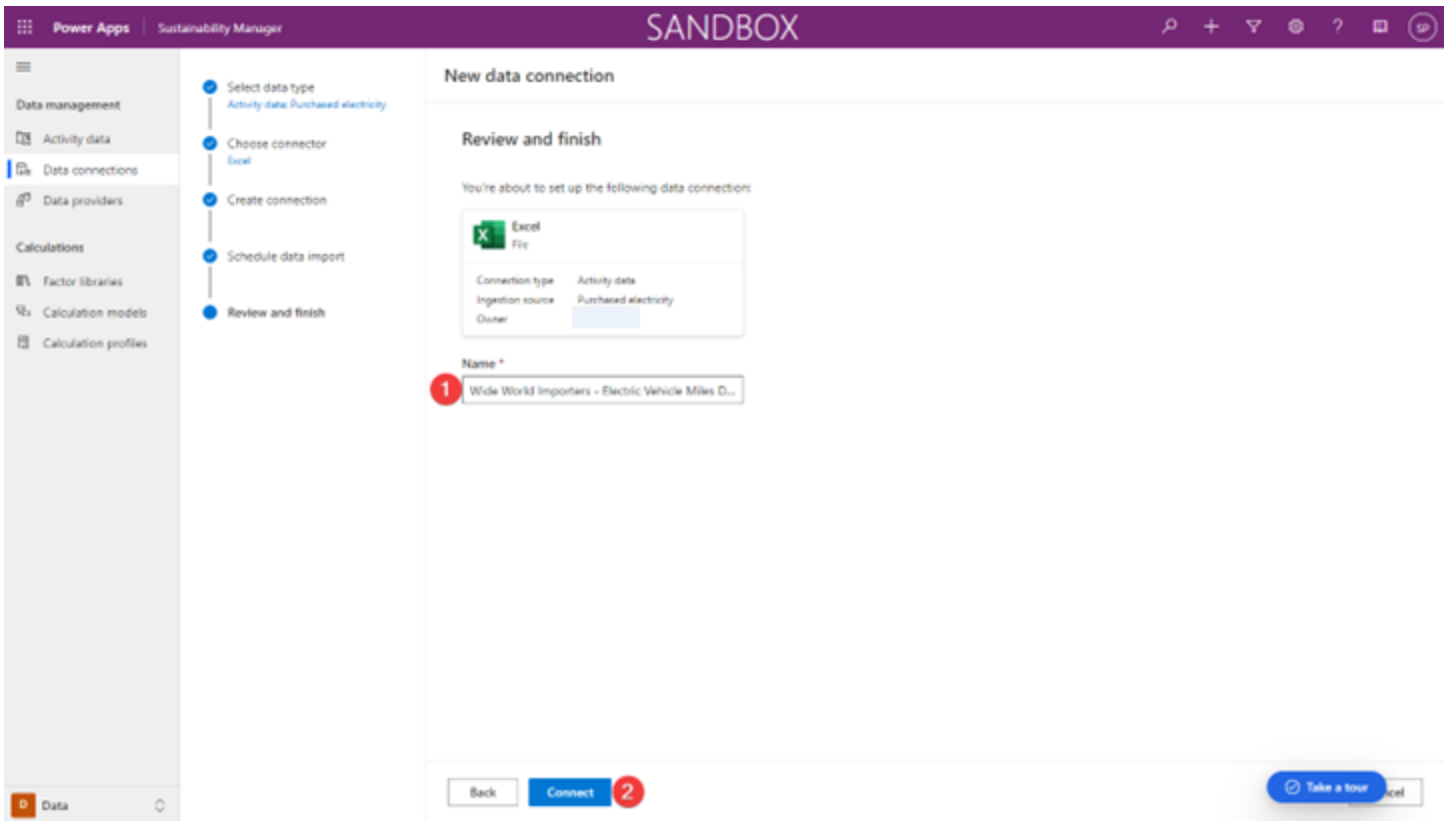 Power Apps
Sustainability Manager
SANDBOX
?
SP
Data management
Activity data
Data connections
Data providers
Calculations
Factor libraries
Calculation models
Calculation profiles
D
Data
Select data type
Activity data: Purchased electricity
Choose connector
Excel
Create connection
Schedule data import
Review and finish
New data connection
Review and finish
You're about to set up the following data connection:
X
Excel
File
Connection type Activity data
Ingestion source Purchased electricity
Owner
Name *
1
Wide World Importers - Electric Vehicle Miles D...
Back
Connect
2
Take a tour
cel